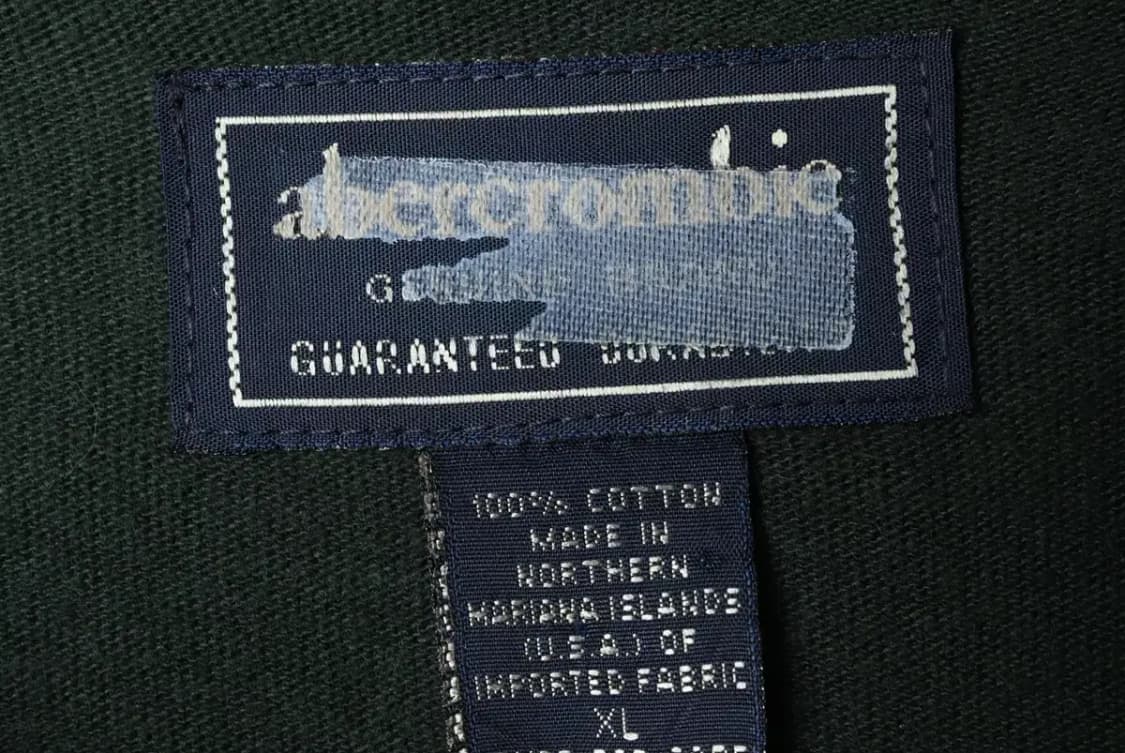 abercrombie
GUARANTEED
100% COTTON
MADE IN
NORTHERN
MARIANA ISLANDS
(U.S.A.) OF
IMPORTED FABRIC
XL